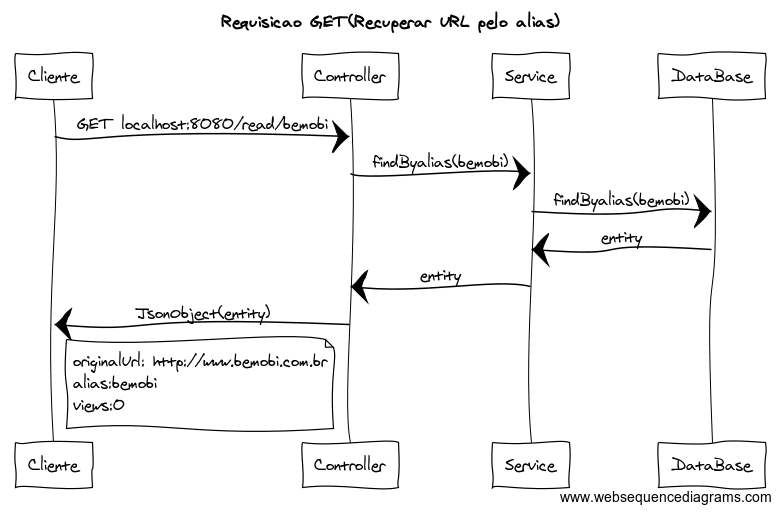 Requisicao GET(Recuperar URL pelo alias)
Cliente
Controller
Service
DataBase
GET localhost:8080/read/bemobi
findByalias(bemobi)
findByalias(bemobi)
entity
entity
JsonObject(entity)
originalUrl: http://www.bemobi.com.br
alias:bemobi
views:0
Cliente
Controller
Service
DataBase
www.websequencediagrams.com